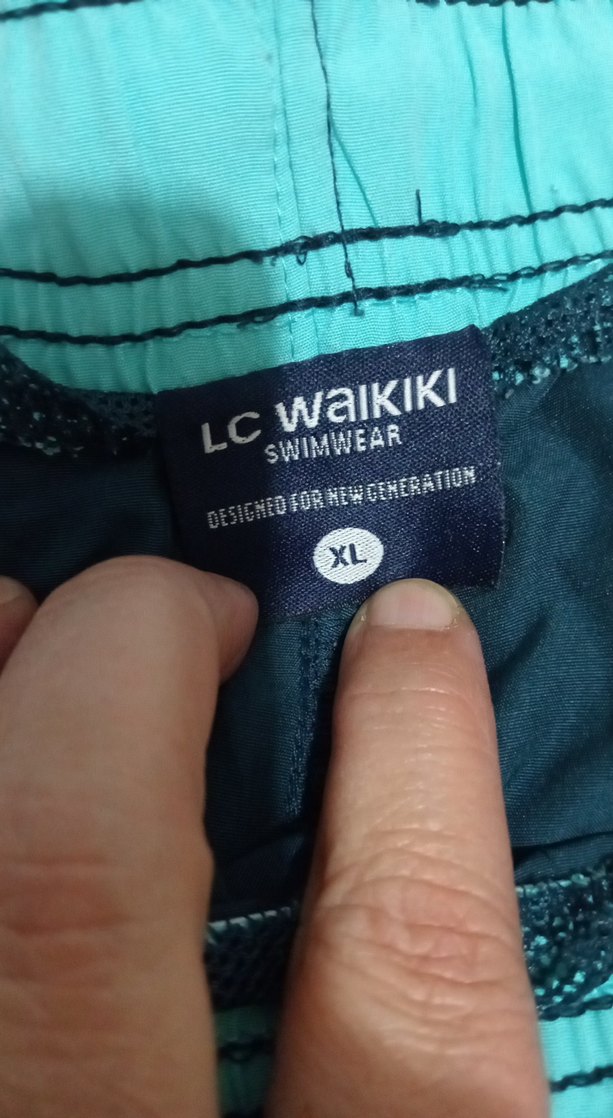 LC WAIKIKI
SWIMWEAR
DESIGNED FOR NEW GENERATION
XL